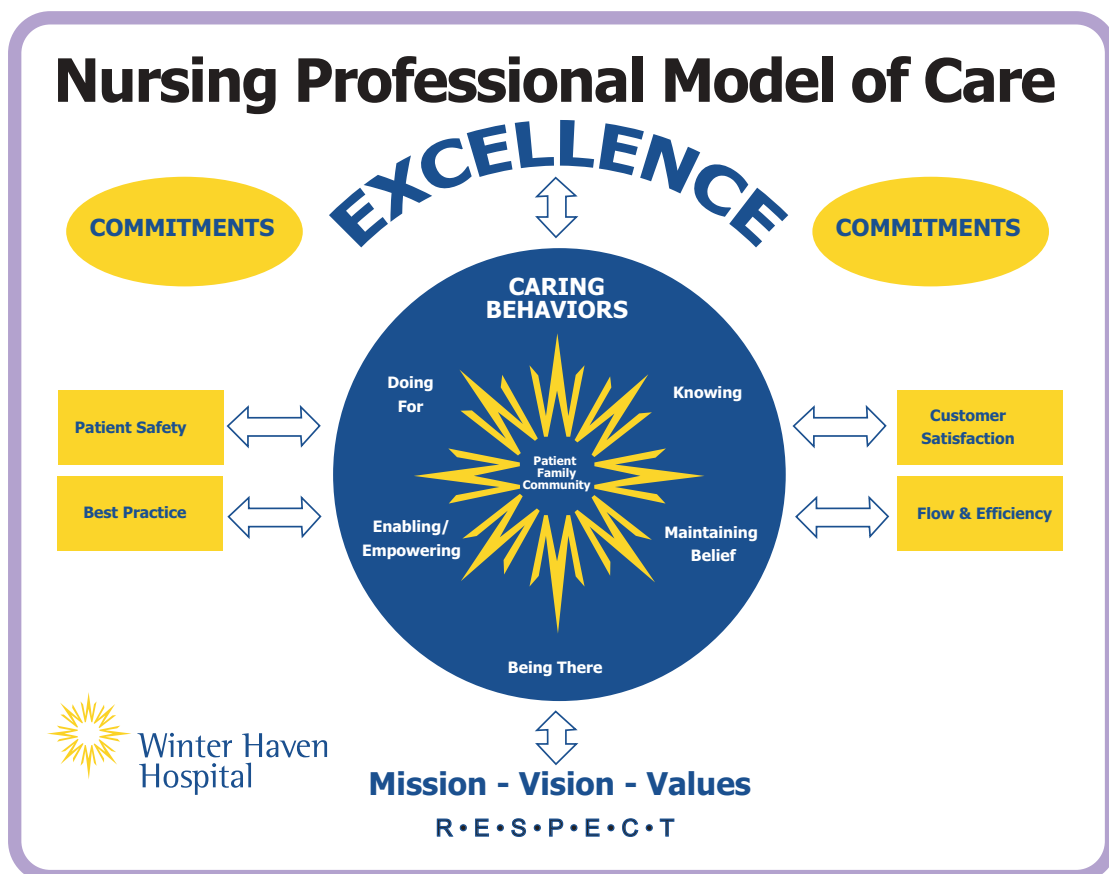 Nursing Professional Model of Care
EXCELLENCE
COMMITMENTS
COMMITMENTS
CARING
BEHAVIORS
Doing
For
Knowing
Patient Safety
Customer
Satisfaction
Patient
Family
Community
Best Practice
Flow & Efficiency
Enabling/
Empowering
Maintaining
Belief
Being There
Winter Haven
Hospital
Mission - Vision - Values
R•E•S•P•E•C•T